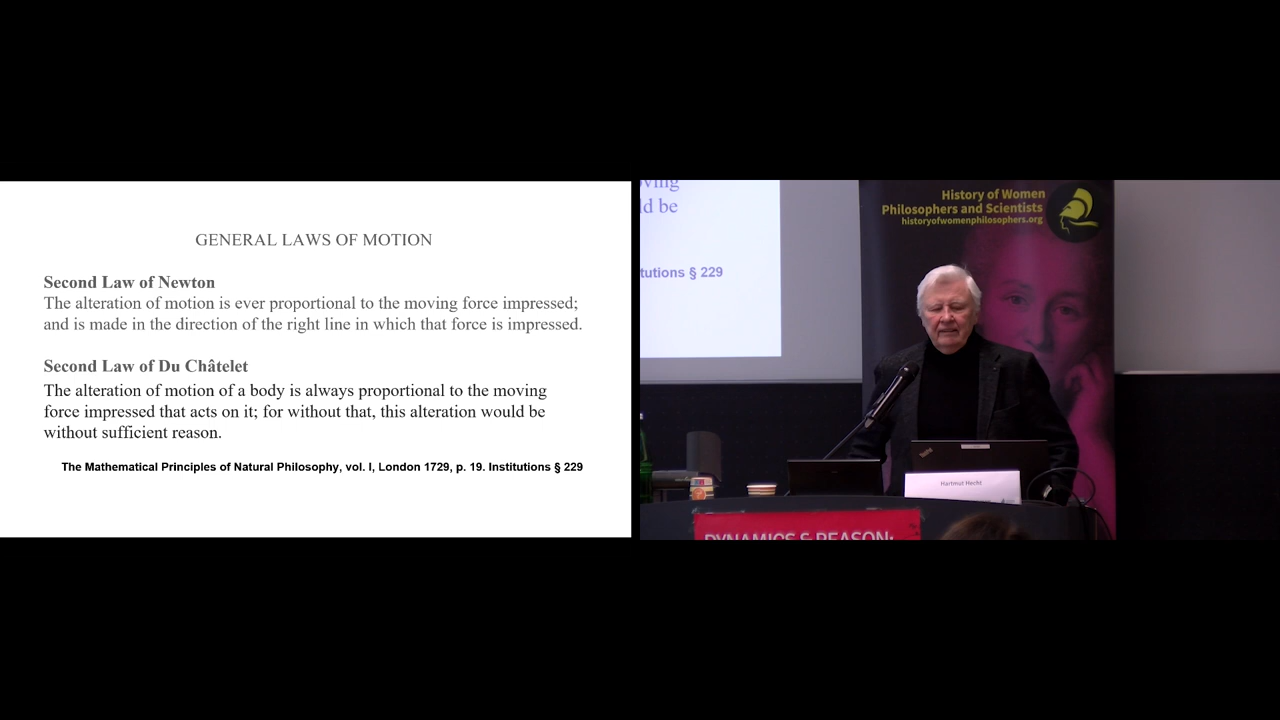 GENERAL LAWS OF MOTION
Second Law of Newton
The alteration of motion is ever proportional to the moving force impressed;
and is made in the direction of the right line in which that force is impressed.
Second Law of Du Châtelet
The alteration of motion of a body is always proportional to the moving
force impressed that acts on it; for without that, this alteration would be
without sufficient reason.
The Mathematical Principles of Natural Philosophy, vol. I, London 1729, p. 19. Institutions § 229
oving
ld be
tutions § 229
History of Women
Philosophers and Scientists
historyofwomenphilosophers.org
Hartmut Hecht
DYNAMICS & REASON: